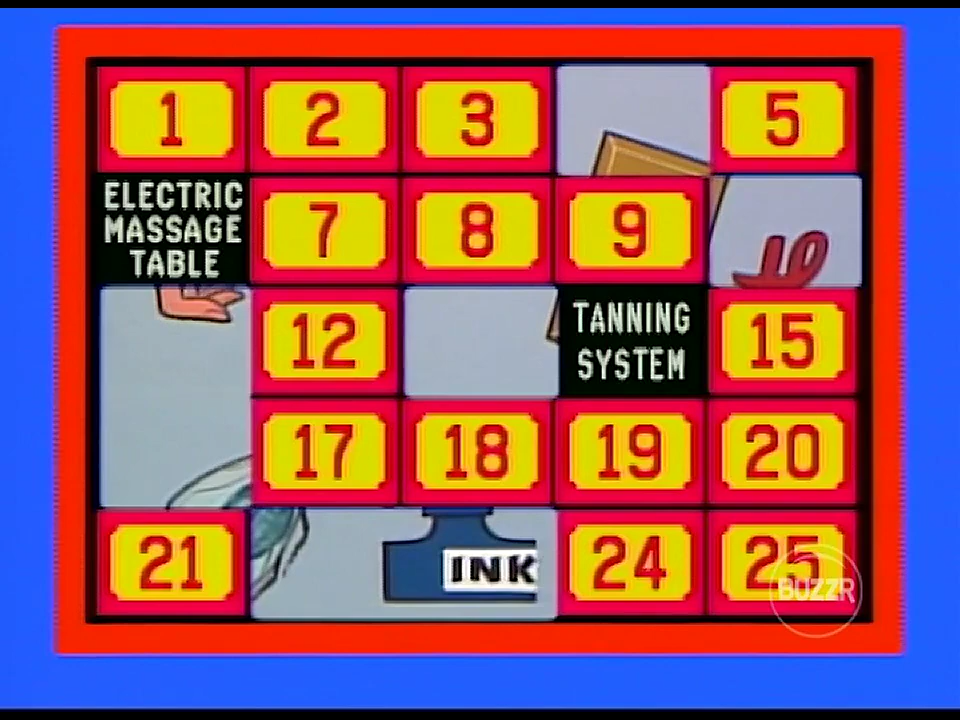 1 2 3 5
ELECTRIC
MASSAGE
TABLE
7 8 9
12
TANNING
SYSTEM
15
17 18 19 20
21
INK
24 25
BUZZR